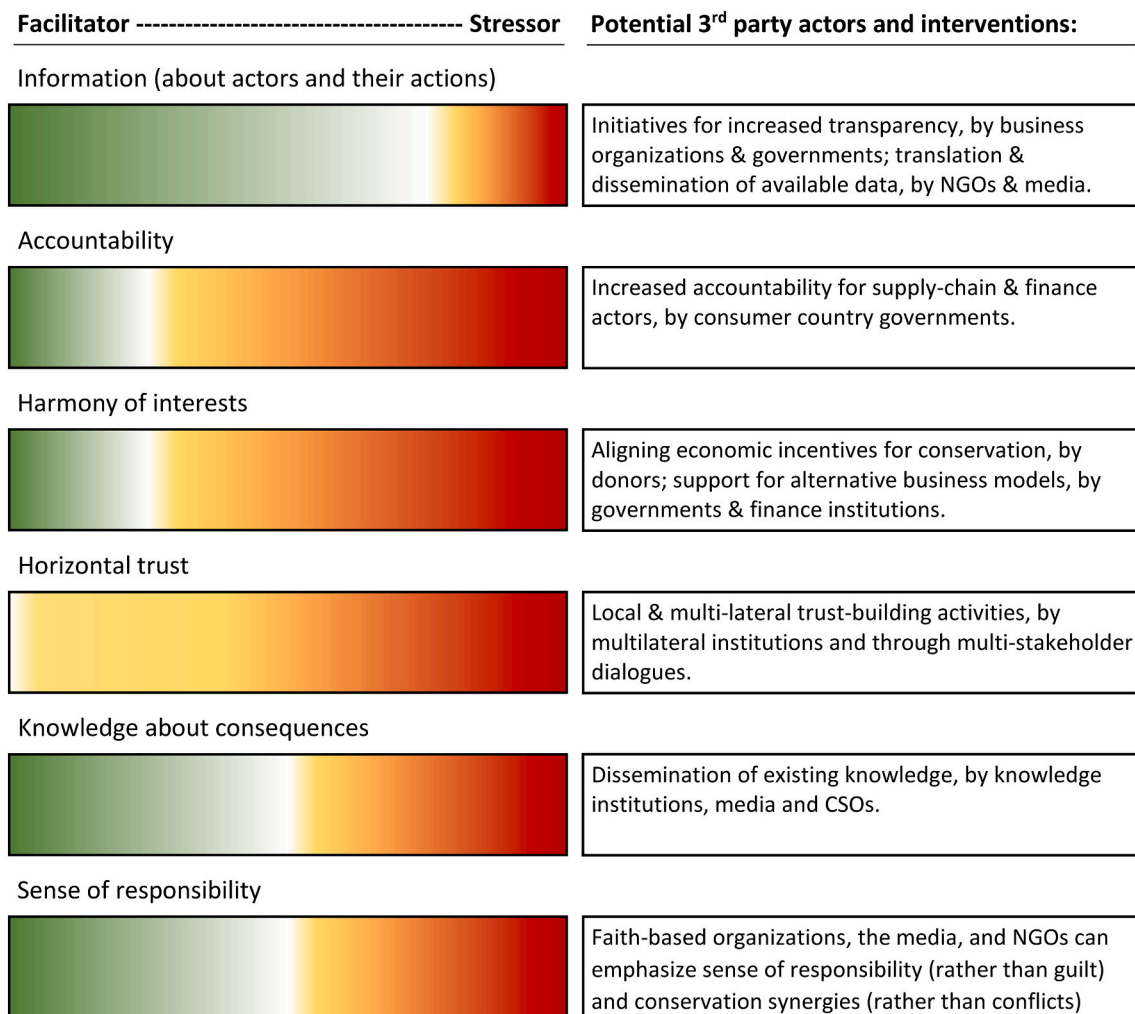 Facilitator ---------------------------------- Stressor
Potential 3rd party actors and interventions:
Information (about actors and their actions)
Initiatives for increased transparency, by business
organizations & governments; translation &
dissemination of available data, by NGOs & media.
Accountability
Increased accountability for supply-chain & finance
actors, by consumer country governments.
Harmony of interests
Aligning economic incentives for conservation, by
donors; support for alternative business models, by
governments & finance institutions.
Horizontal trust
Local & multi-lateral trust-building activities, by
multilateral institutions and through multi-stakeholder
dialogues.
Knowledge about consequences
Dissemination of existing knowledge, by knowledge
institutions, media and CSOs.
Sense of responsibility
Faith-based organizations, the media, and NGOs can
emphasize sense of responsibility (rather than guilt)
and conservation synergies (rather than conflicts)